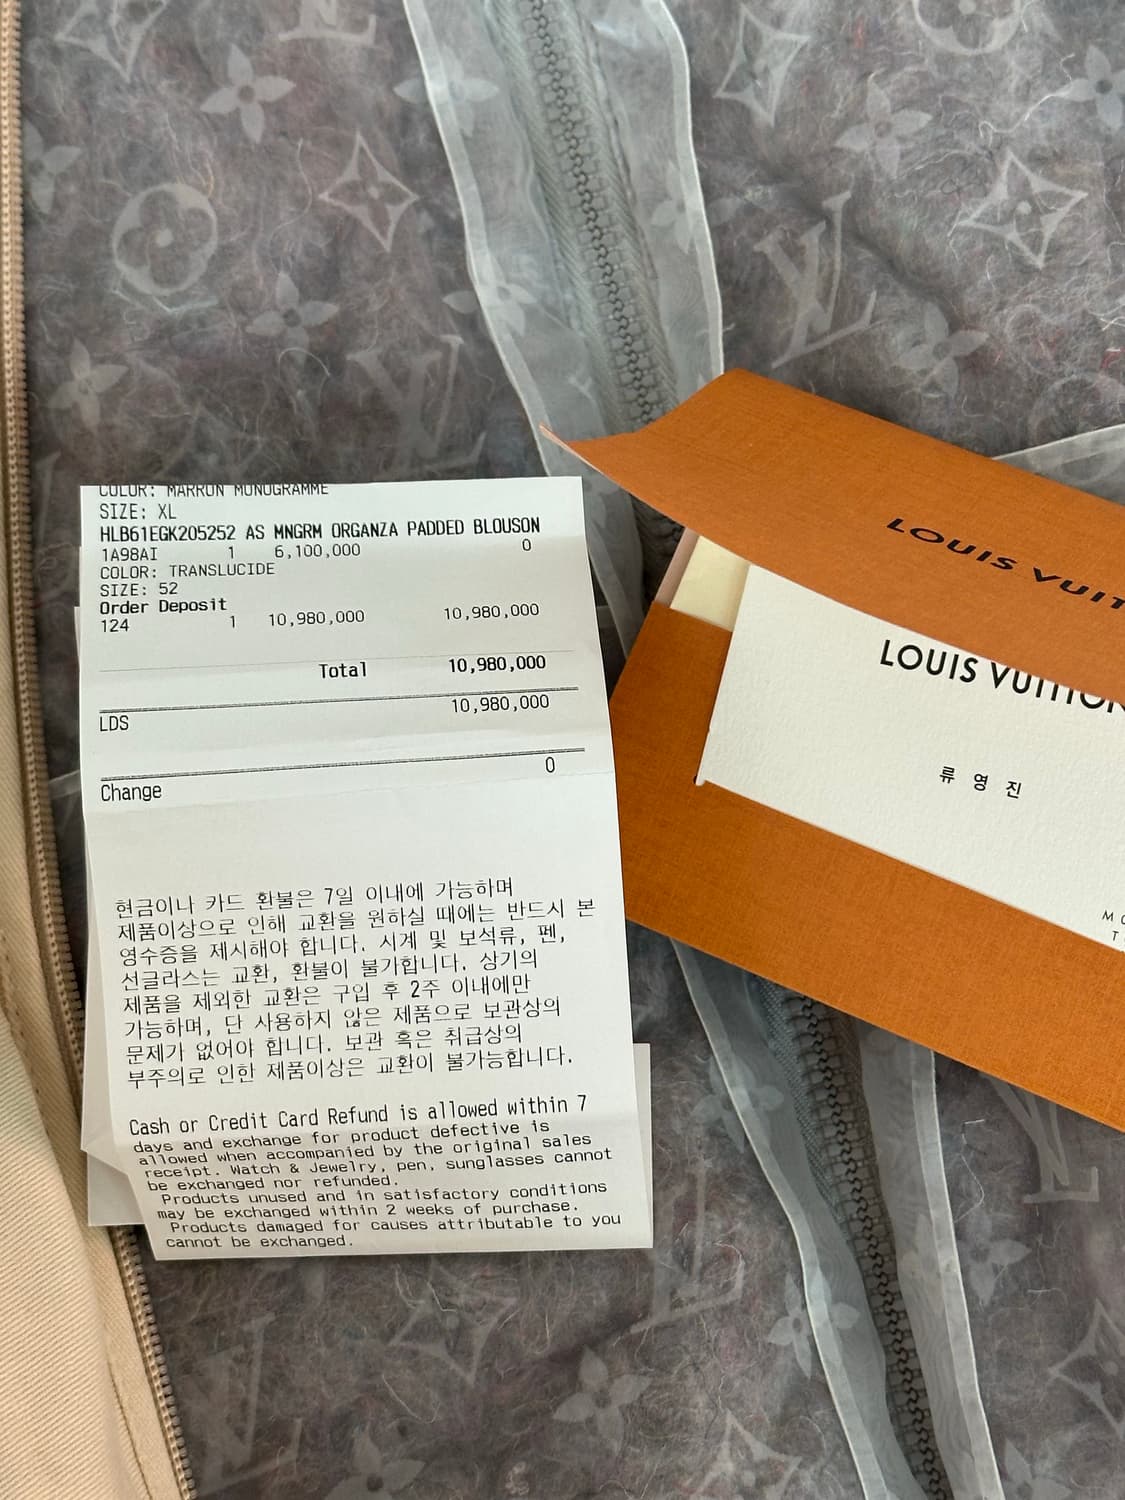 COLOR: MARRON MONOGRAMME
SIZE: XL
HLB61EGK205252 AS MNGRM ORGANZA PADDED BLOUSON
1A98AI 1 6,100,000 0
COLOR: TRANSLUCIDE
SIZE: 52
Order Deposit
124 1 10,980,000 10,980,000
Total 10,980,000
LDS 10,980,000
Change 0
현금이나 카드 환불은 7일 이내에 가능하며
제품이상으로 인해 교환을 원하실 때에는 반드시 본
영수증을 제시해야 합니다. 시계 및 보석류, 펜,
선글라스는 교환, 환불이 불가합니다. 상기의
제품을 제외한 교환은 구입 후 2주 이내에만
가능하며, 단 사용하지 않은 제품으로 보관상의
문제가 없어야 합니다. 보관 혹은 취급상의
부주의로 인한 제품이상은 교환이 불가능합니다.
Cash or Credit Card Refund is allowed within 7
days and exchange for product defective is
allowed when accompanied by the original sales
receipt. Watch & Jewelry, pen, sunglasses cannot
be exchanged nor refunded.
Products unused and in satisfactory conditions
may be exchanged within 2 weeks of purchase.
Products damaged for causes attributable to you
cannot be exchanged.
LOUIS VUIT
LOUIS VUITTON
류영진